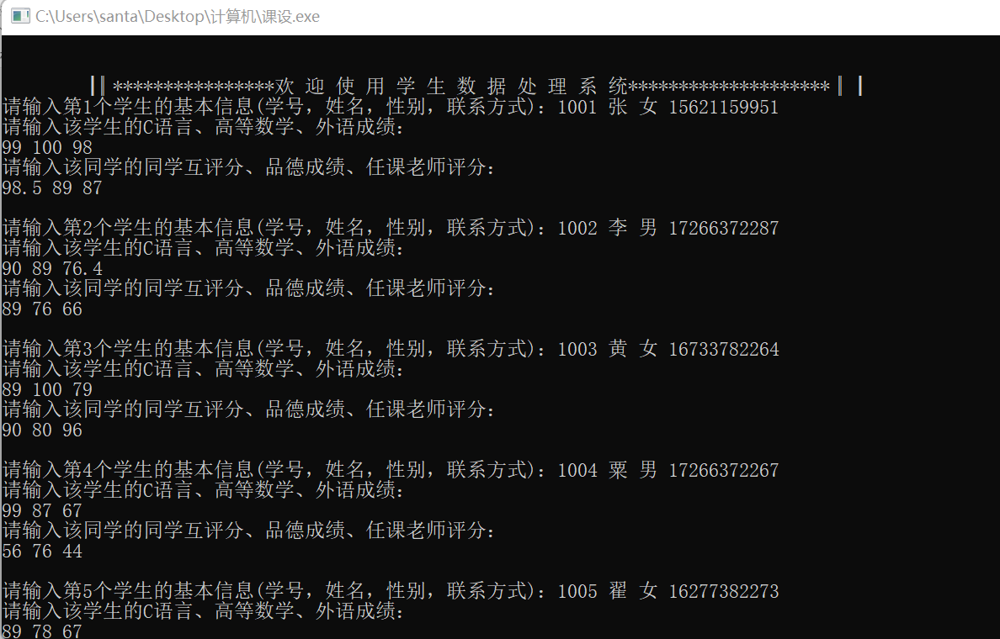 C:\Users\santa\Desktop\计算机\课设.exe
||****************欢 迎 使 用 学 生 数 据 处 理 系 统********************| |
请输入第1个学生的基本信息(学号，姓名，性别，联系方式): 1001 张 女 15621159951
请输入该学生的C语言、高等数学、外语成绩:
99 100 98
请输入该同学的同学互评分、品德成绩、任课老师评分:
98.5 89 87
请输入第2个学生的基本信息(学号，姓名，性别，联系方式): 1002 李 男 17266372287
请输入该学生的C语言、高等数学、外语成绩:
90 89 76.4
请输入该同学的同学互评分、品德成绩、任课老师评分:
89 76 66
请输入第3个学生的基本信息(学号，姓名，性别，联系方式): 1003 黄 女 16733782264
请输入该学生的C语言、高等数学、外语成绩:
89 100 79
请输入该同学的同学互评分、品德成绩、任课老师评分:
90 80 96
请输入第4个学生的基本信息(学号，姓名，性别，联系方式): 1004 粟 男 17266372267
请输入该学生的C语言、高等数学、外语成绩:
99 87 67
请输入该同学的同学互评分、品德成绩、任课老师评分:
56 76 44
请输入第5个学生的基本信息(学号，姓名，性别，联系方式): 1005 翟 女 16277382273
请输入该学生的C语言、高等数学、外语成绩:
89 78 67